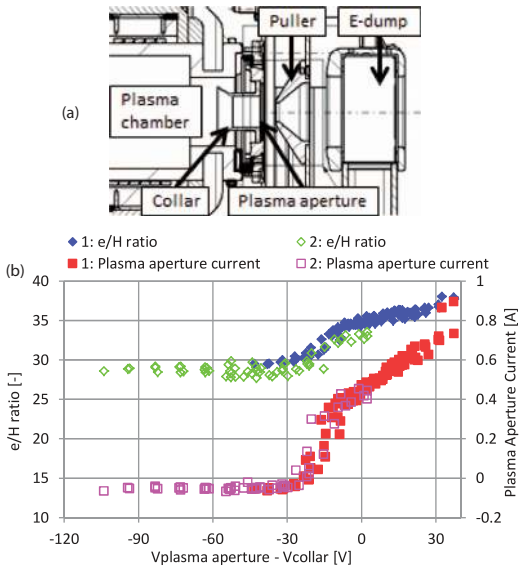 (a)
Puller
E-dump
Plasma
chamber
Collar
Plasma aperture
1: e/H ratio
2: e/H ratio
1: Plasma aperture current
2: Plasma aperture current
(b)
40
35
30
25
20
15
10
e/H ratio [-]
1
0.8
0.6
0.4
0.2
0
-0.2
Plasma Aperture Current [A]
-120
-90
-60
-30
0
30
Vplasma aperture - Vcollar [V]